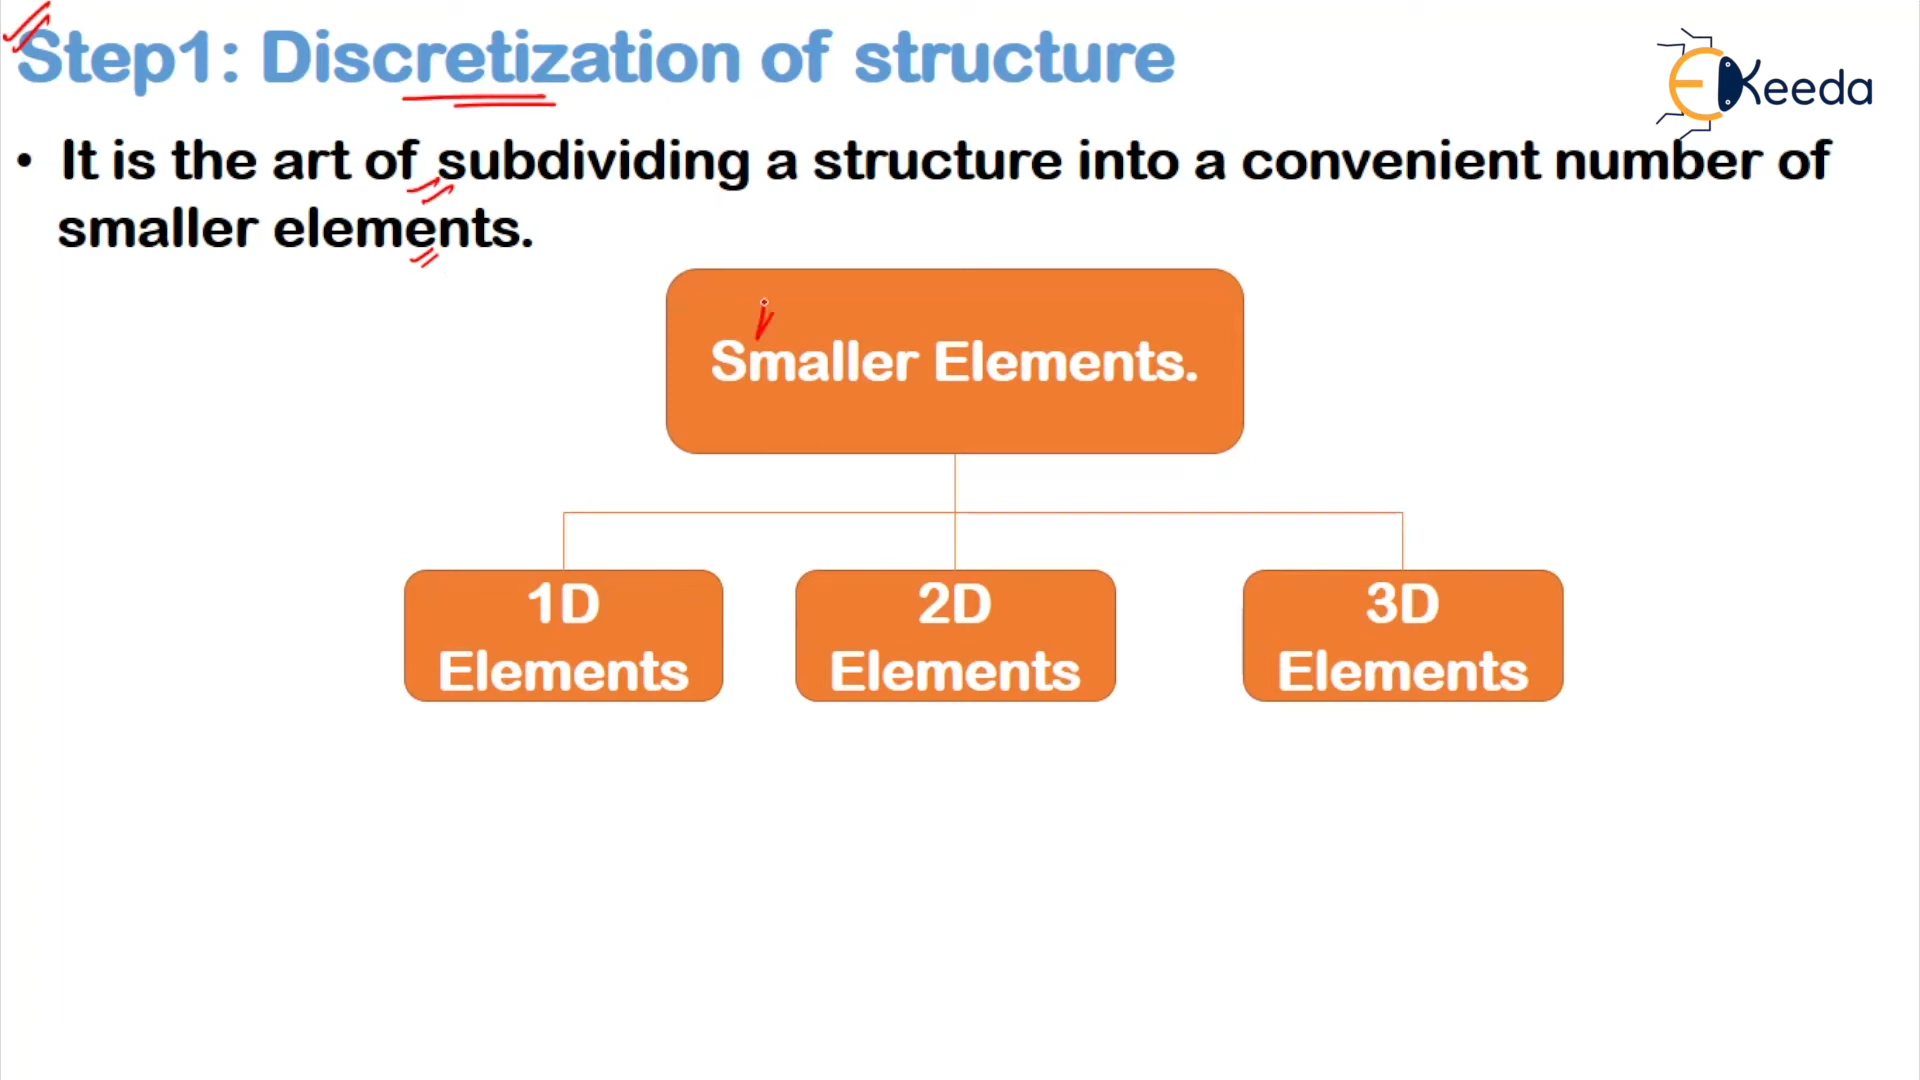 Step1: Discretization of structure
EKeeda
• It is the art of subdividing a structure into a convenient number of
smaller elements.
Smaller Elements.
1D
Elements
2D
Elements
3D
Elements